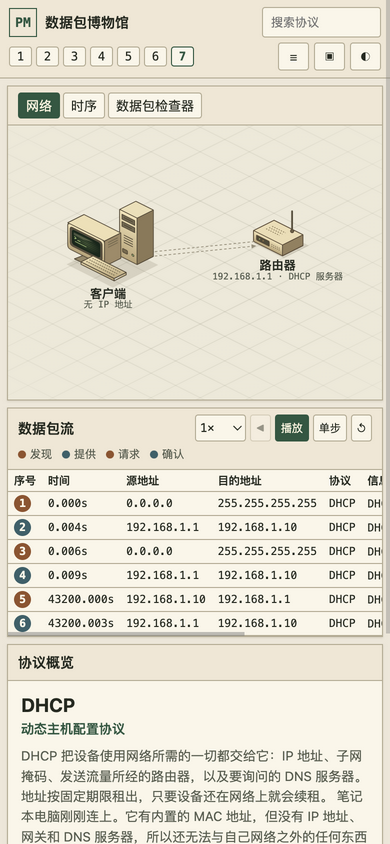 PM 数据包博物馆 搜索协议
1 2 3 4 5 6 7
网络 时序 数据包检查器
客户端
无 IP 地址
路由器
192.168.1.1 · DHCP 服务器
数据包流 1× 播放 单步
发现 提供 请求 确认
序号 时间 源地址 目的地址 协议
1 0.000s 0.0.0.0 255.255.255.255 DHCP
2 0.004s 192.168.1.1 192.168.1.10 DHCP
3 0.006s 0.0.0.0 255.255.255.255 DHCP
4 0.009s 192.168.1.1 192.168.1.10 DHCP
5 43200.000s 192.168.1.10 192.168.1.1 DHCP
6 43200.003s 192.168.1.1 192.168.1.10 DHCP
协议概览
DHCP
动态主机配置协议
DHCP 把设备使用网络所需的一切都交给它：IP 地址、子网
掩码、发送流量所经的路由器，以及要询问的 DNS 服务器。
地址按固定期限租出，只要设备还在网络上就会续租。 笔记
本电脑刚刚连上。它有内置的 MAC 地址，但没有 IP 地址、
网关和 DNS 服务器，所以还无法与自己网络之外的任何东西